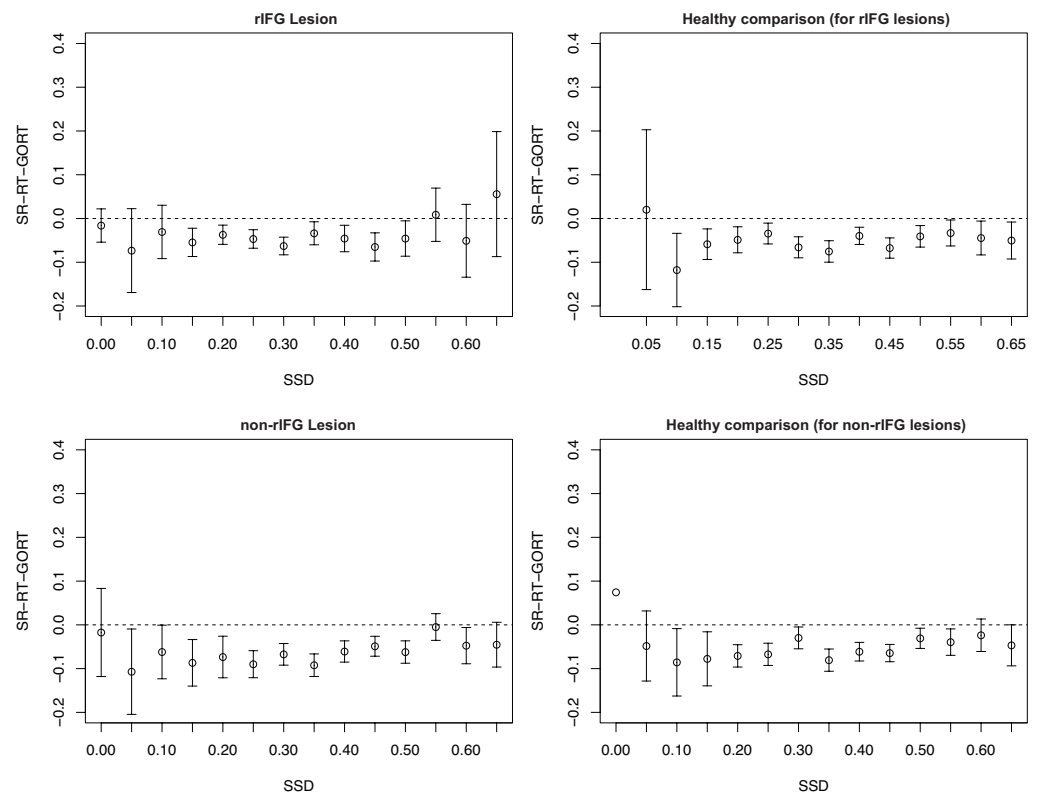 rIFG Lesion
SR−RT−GORT
0.4
0.3
0.2
0.1
0.0
−0.1
−0.2
0.00 0.10 0.20 0.30 0.40 0.50 0.60
SSD
Healthy comparison (for rIFG lesions)
SR−RT−GORT
0.4
0.3
0.2
0.1
0.0
−0.1
−0.2
0.05 0.15 0.25 0.35 0.45 0.55 0.65
SSD
non-rIFG Lesion
SR−RT−GORT
0.4
0.3
0.2
0.1
0.0
−0.1
−0.2
0.00 0.10 0.20 0.30 0.40 0.50 0.60
SSD
Healthy comparison (for non-rIFG lesions)
SR−RT−GORT
0.4
0.3
0.2
0.1
0.0
−0.1
−0.2
0.00 0.10 0.20 0.30 0.40 0.50 0.60
SSD